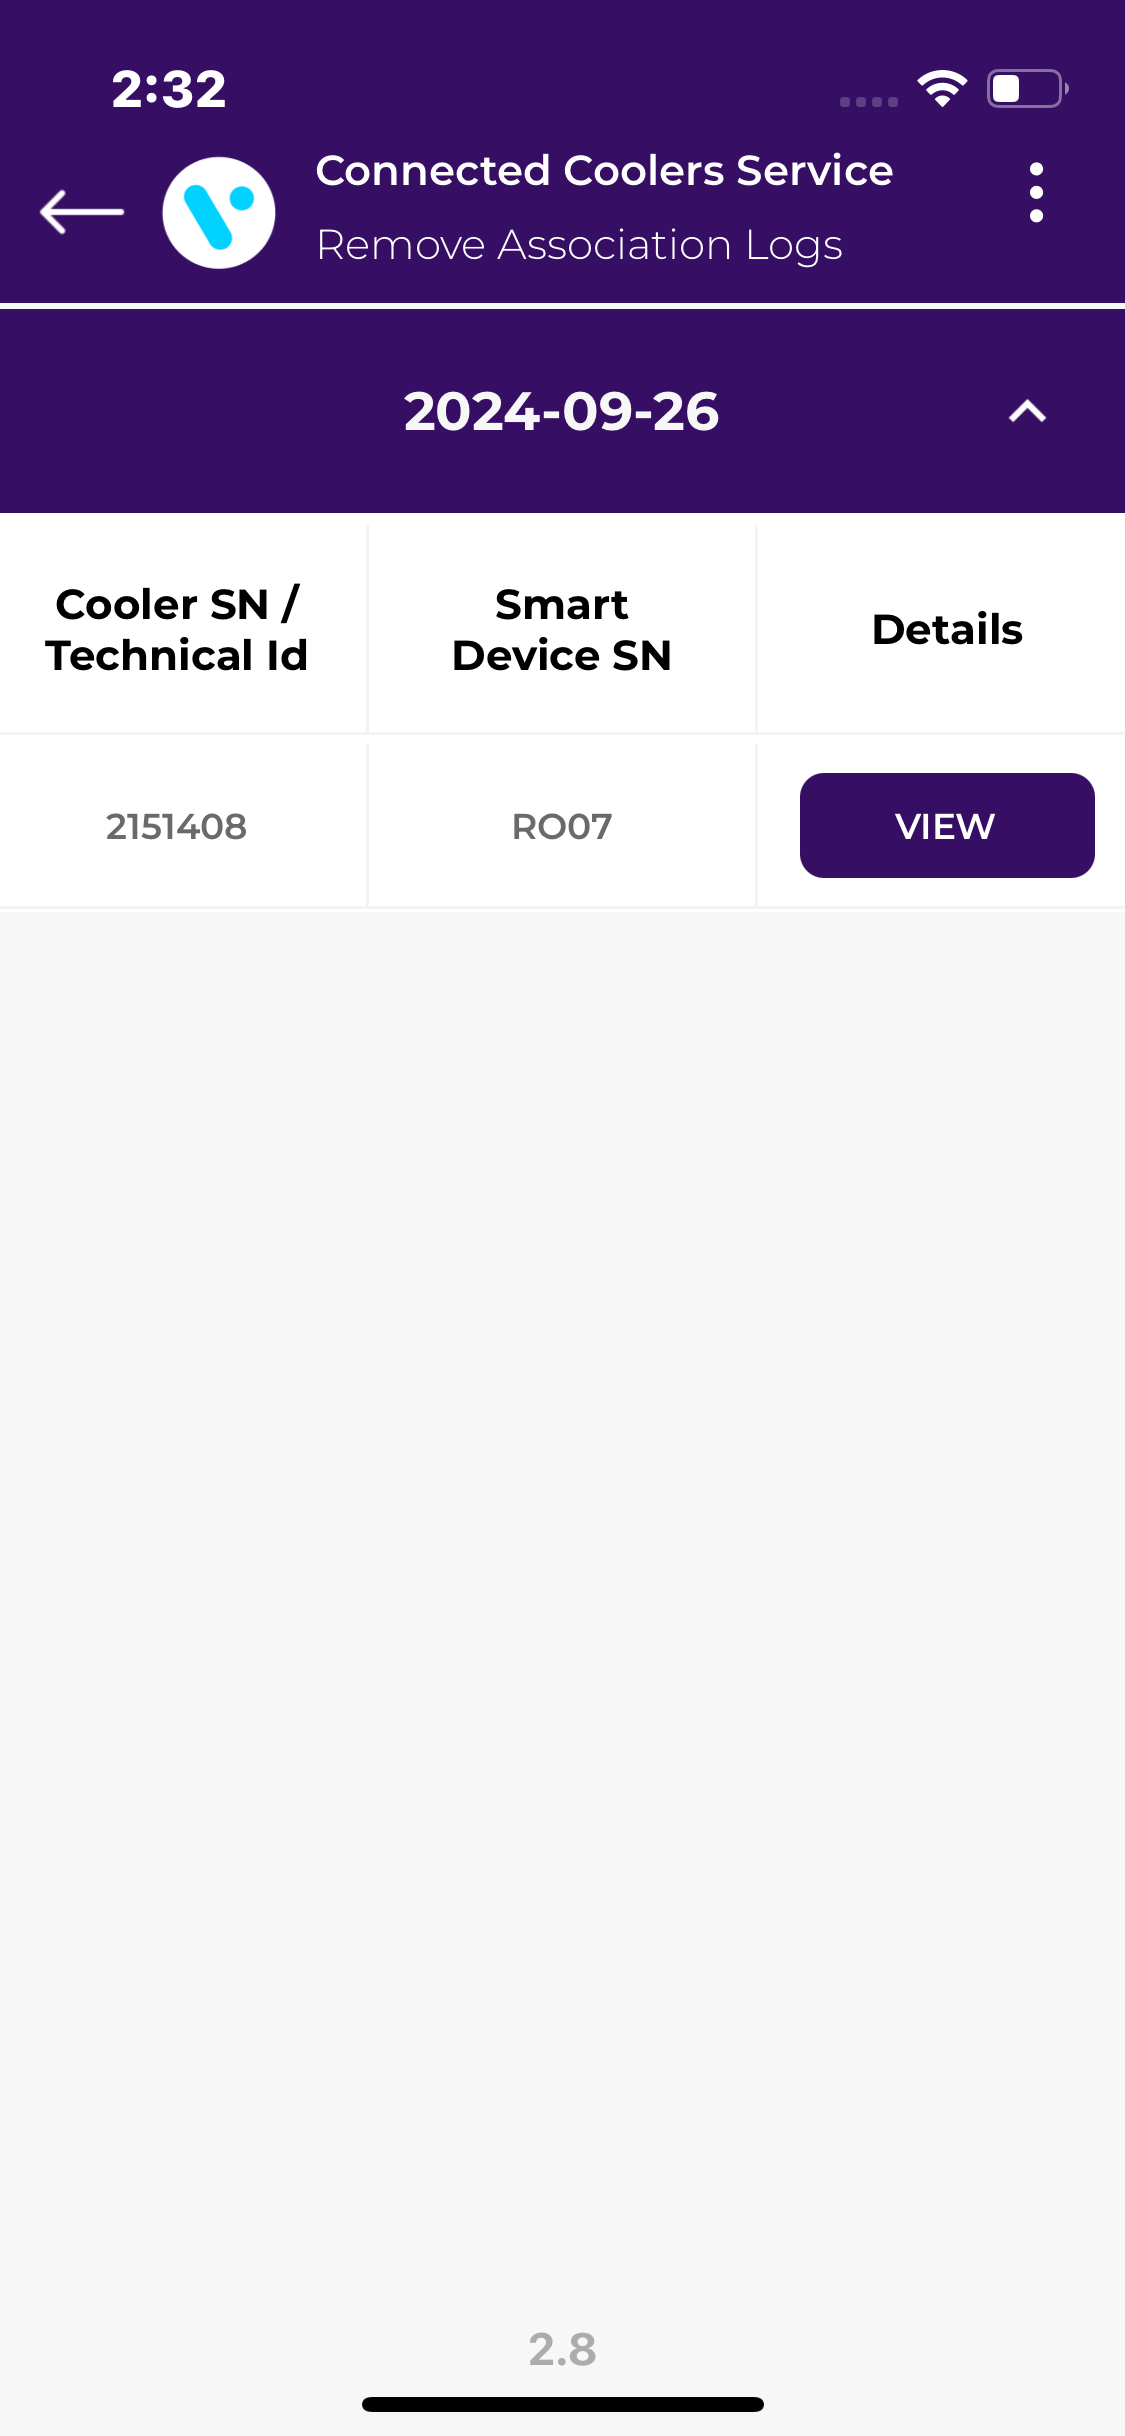 2:32
Connected Coolers Service
Remove Association Logs
2024-09-26
Cooler SN /
Technical Id
Smart
Device SN
Details
2151408
RO07
VIEW
2.8